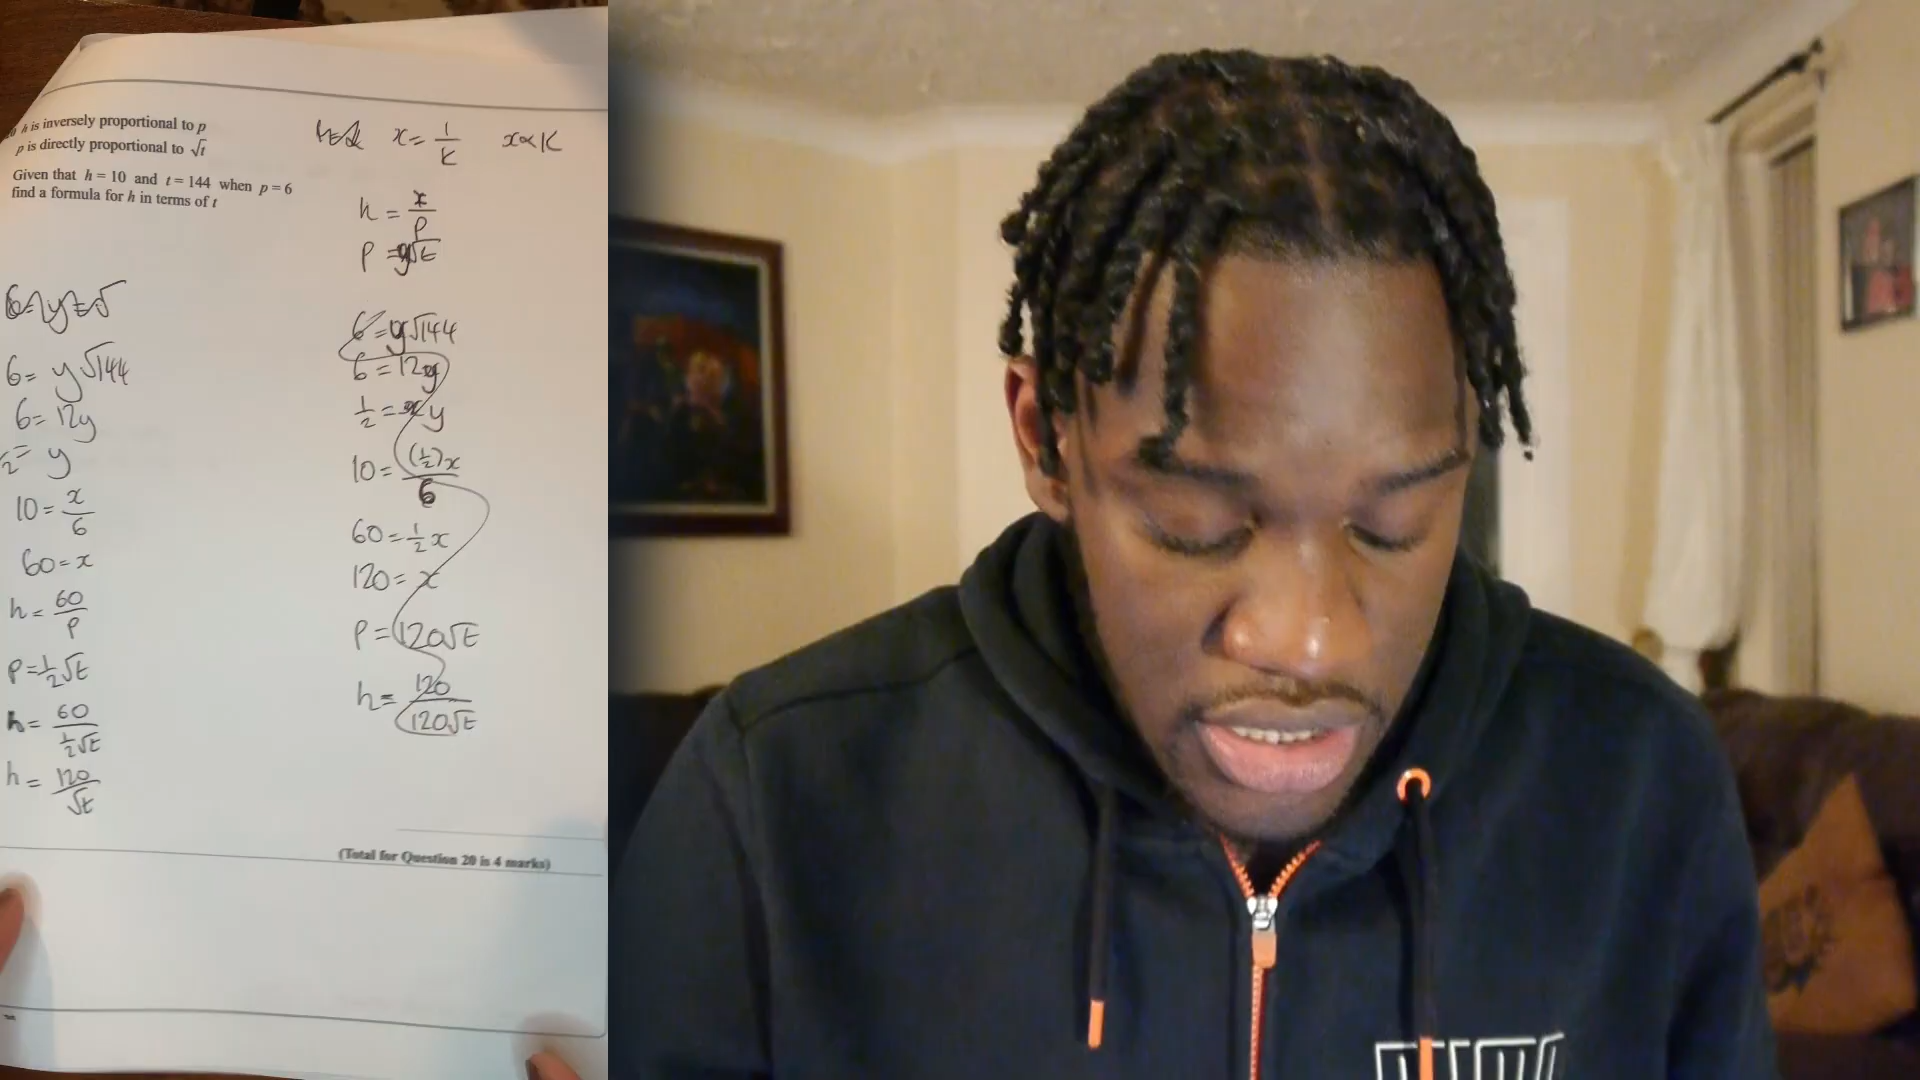 h is inversely proportional to p
p is directly proportional to √t
Given that h = 10 and t = 144 when p = 6
find a formula for h in terms of t
x = 1/K x∝K
h = x/p
p = y√t
6 = y√144
6 = 12y
1/2 = y
10 = (1/2)x/6
60 = 1/2 x
120 = x
P = 120√t
h = 120/120√t
6 = y√144
6 = 12y
1/2 = y
10 = x/6
60 = x
h = 60/p
P = 1/2√t
h = 60/1/2√t
h = 120/√t
(Total for Question 20 is 4 marks)